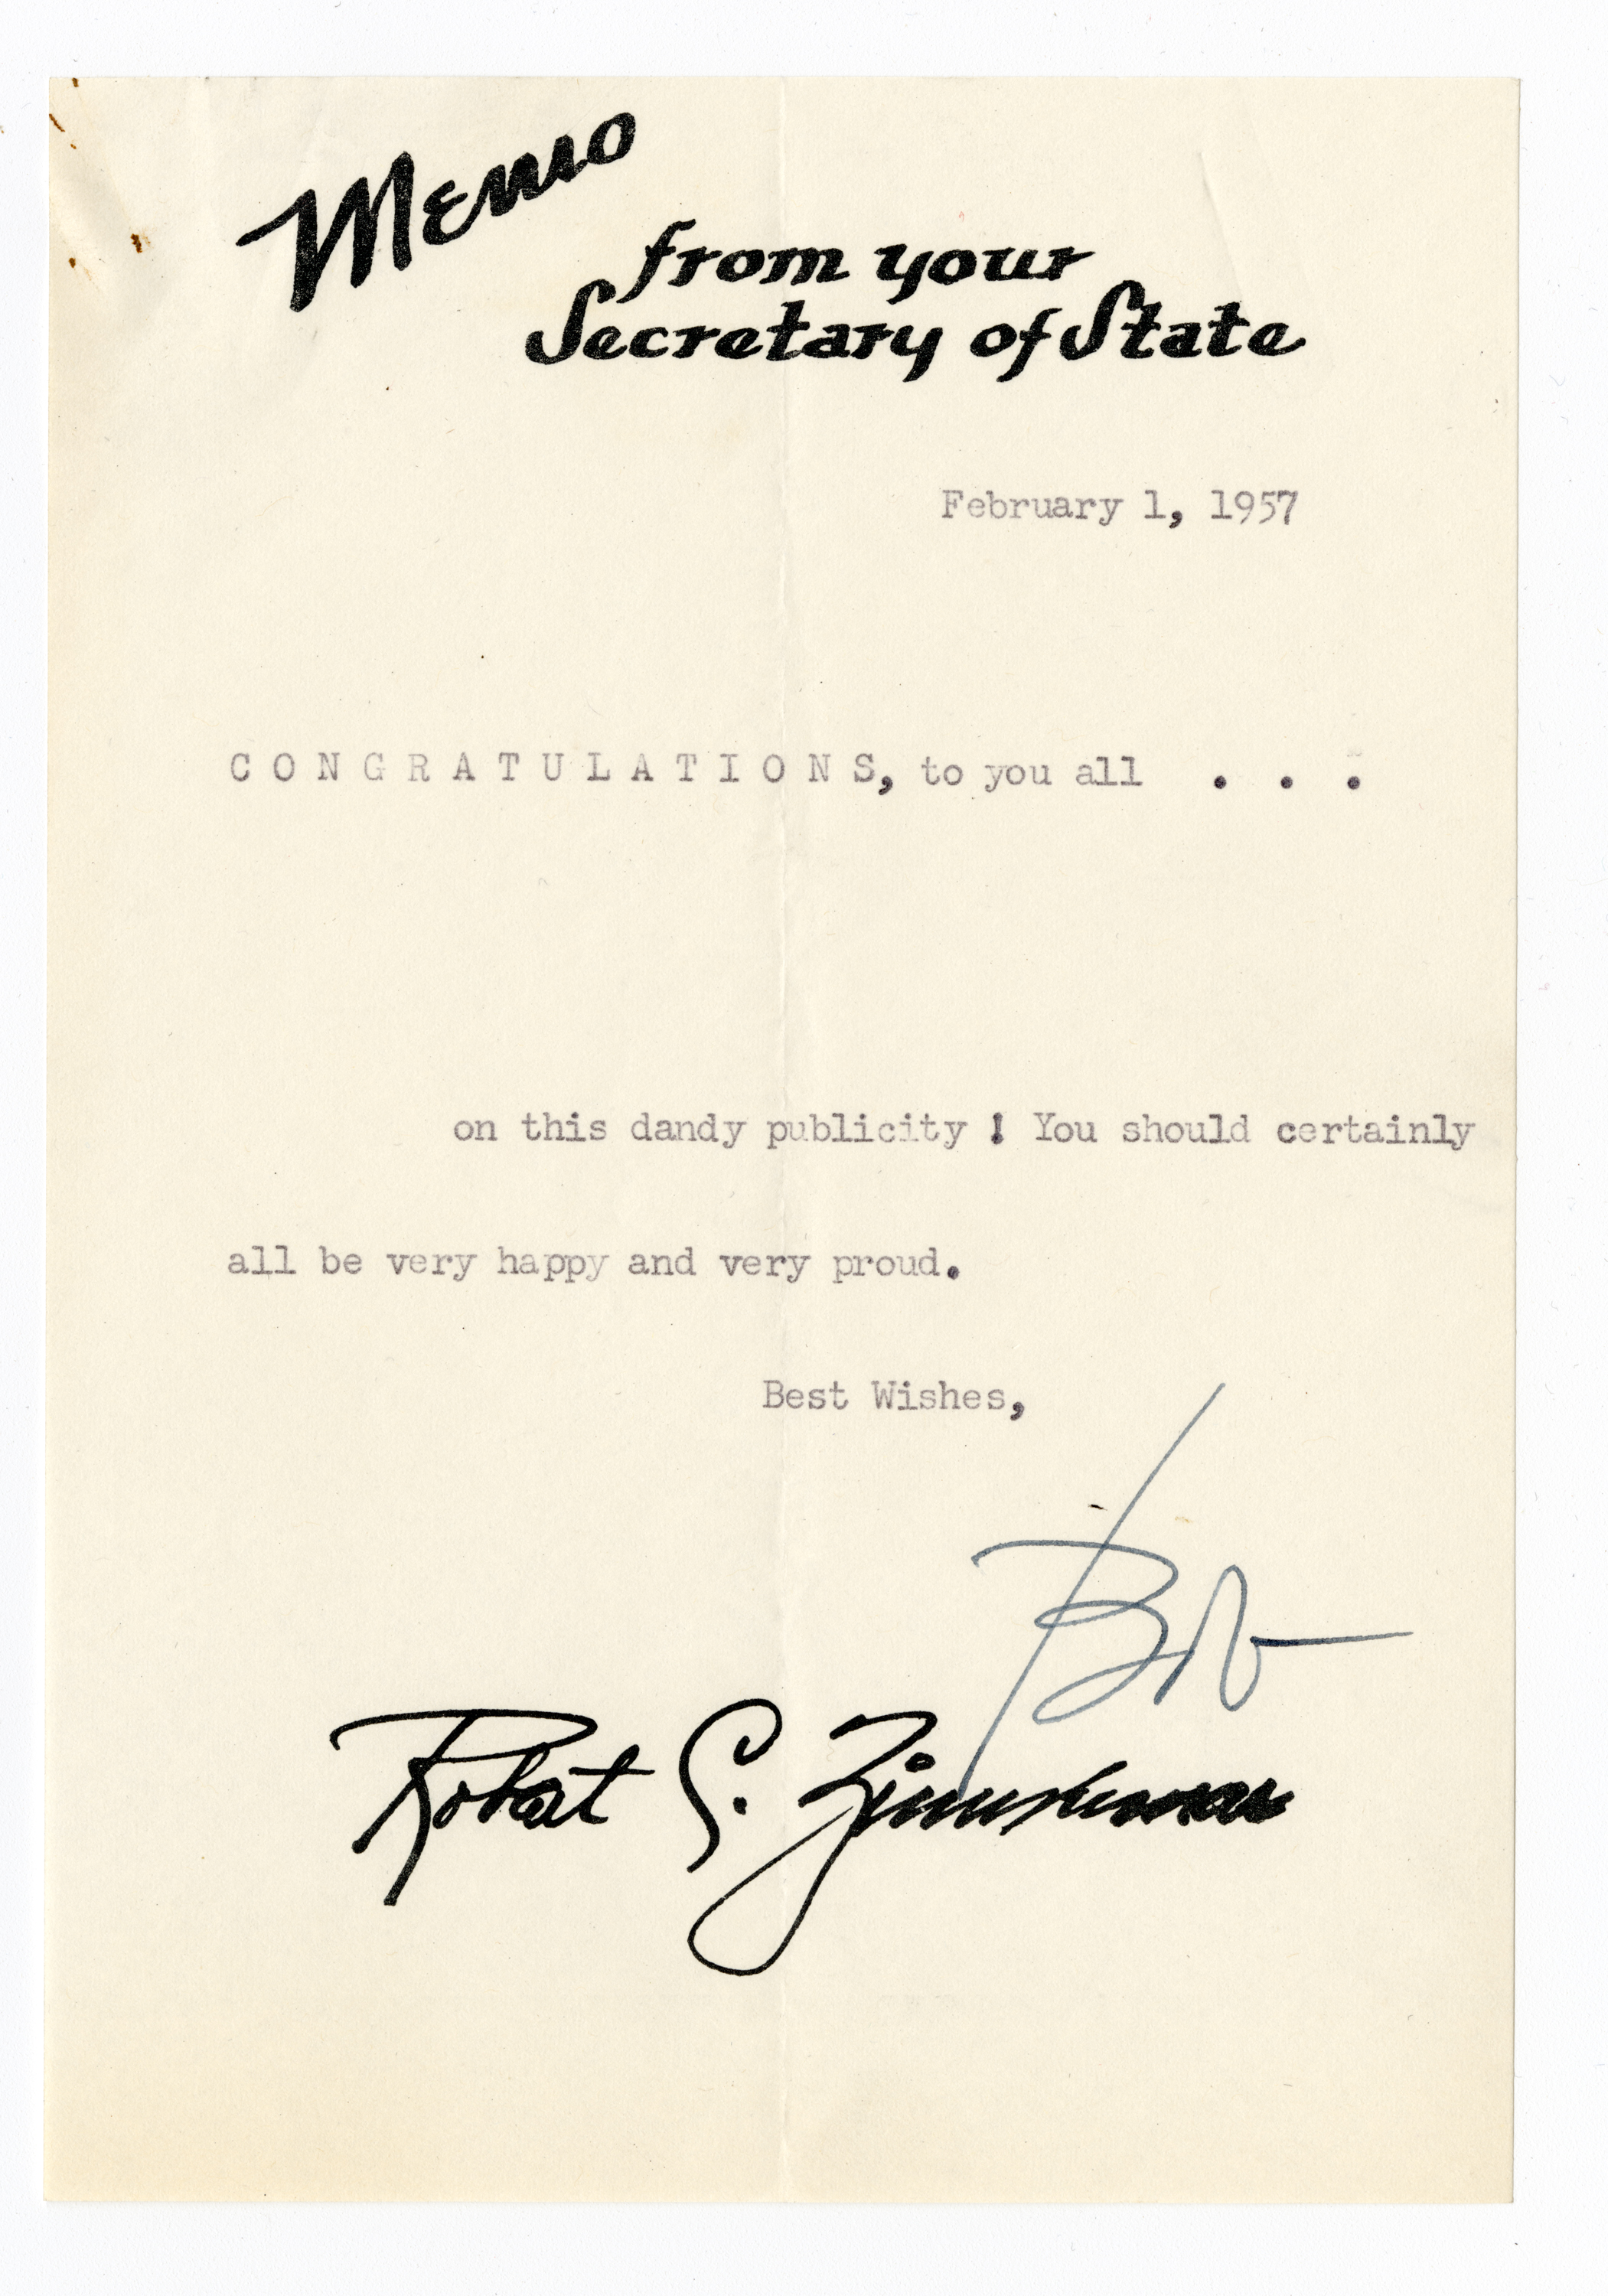 Memo
from your
Secretary of State
February 1, 1957
C O N G R A T U L A T I O N S, to you all . . .
on this dandy publicity ! You should certainly
all be very happy and very proud.
Best Wishes,
Bob
Robert C. Zimmerman